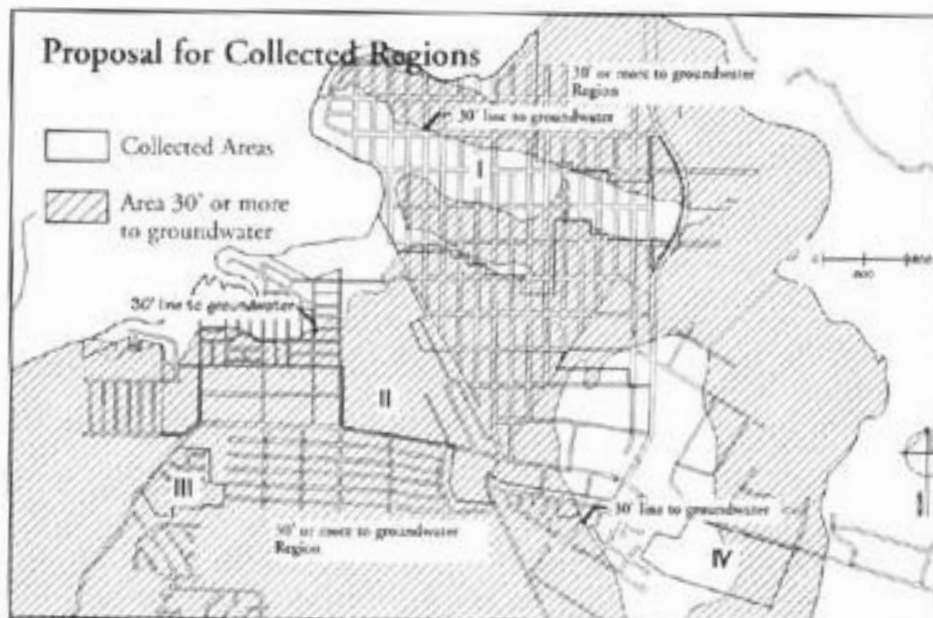 Proposal for Collected Regions
30' or more to groundwater
Region
30' line to groundwater
Collected Areas
I
Area 30' or more
to groundwater
800
30' line to groundwater
II
III
30' line to groundwater
30' or more to groundwater
Region
IV